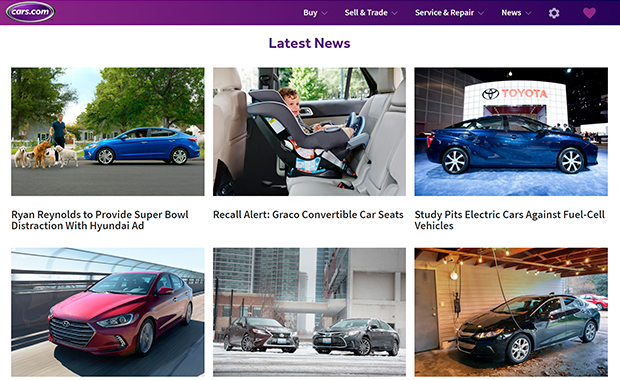 cars.com
Buy
Sell & Trade
Service & Repair
News
Latest News
TOYOTA
Ryan Reynolds to Provide Super Bowl
Distraction With Hyundai Ad
Recall Alert: Graco Convertible Car Seats
Study Pits Electric Cars Against Fuel-Cell
Vehicles